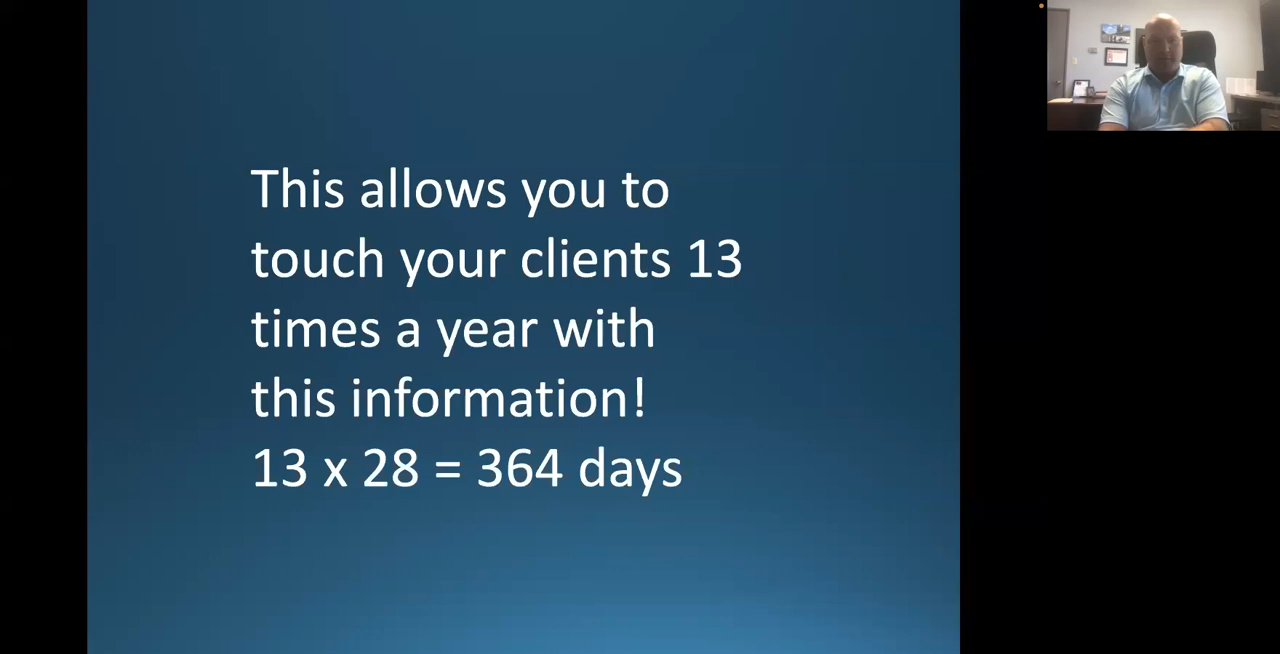 This allows you to
touch your clients 13
times a year with
this information!
13 x 28 = 364 days